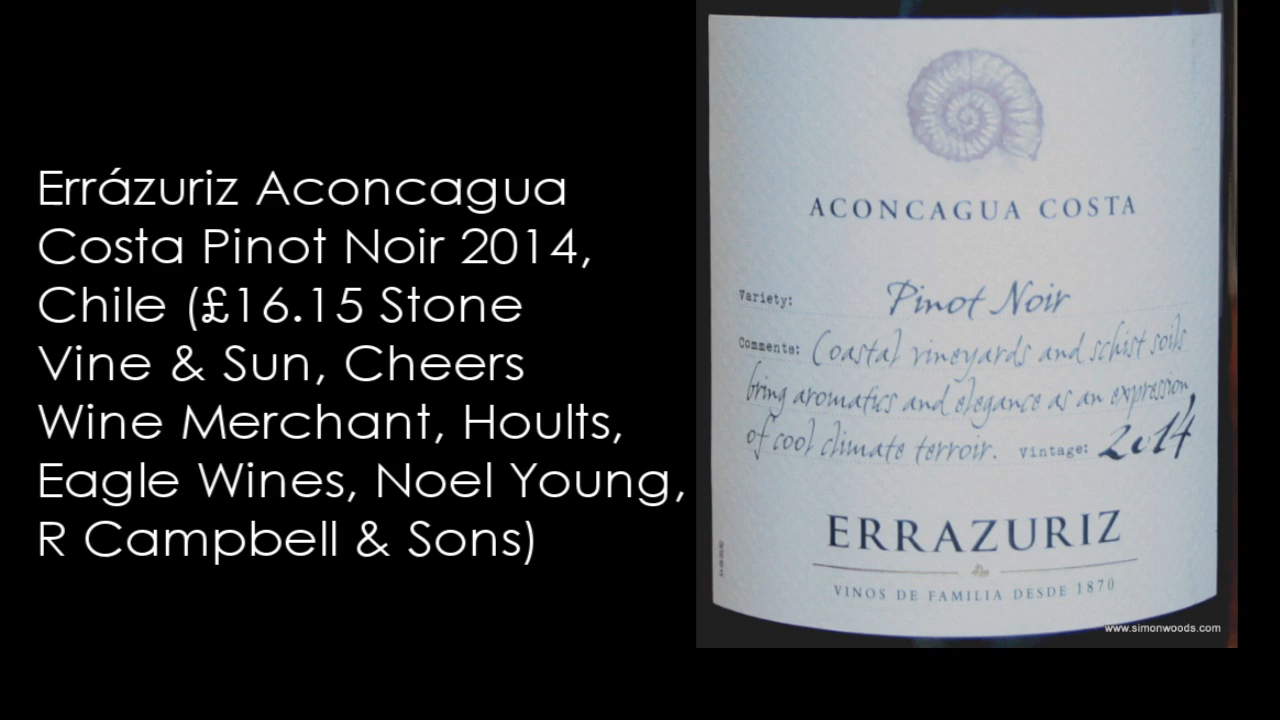 Errázuriz Aconcagua
Costa Pinot Noir 2014,
Chile (£16.15 Stone
Vine & Sun, Cheers
Wine Merchant, Hoults,
Eagle Wines, Noel Young,
R Campbell & Sons)
ACONCAGUA COSTA
Variety: Pinot Noir
Comments: Coastal vineyards and schist soils
bring aromatics and elegance as an expression
of cool climate terroir. Vintage: 2014
ERRAZURIZ
VINOS DE FAMILIA DESDE 1870
www.simonwoods.com